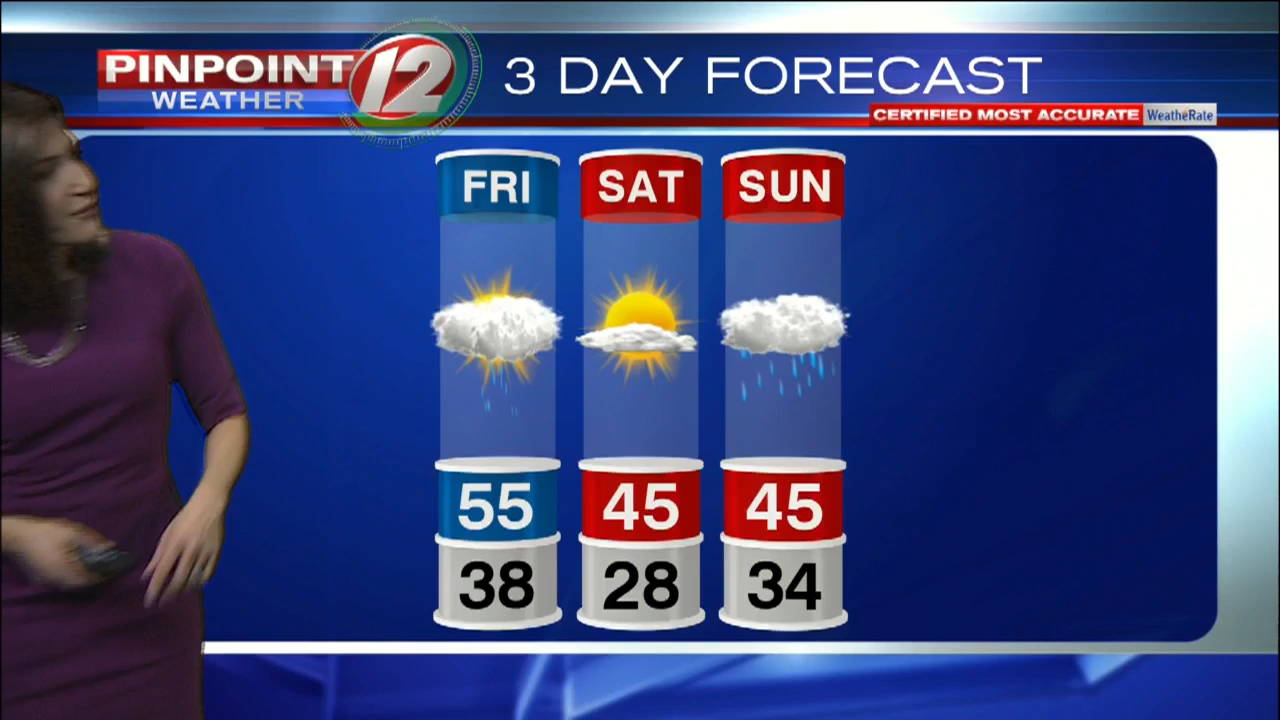 PINPOINT 12
WEATHER
3 DAY FORECAST
CERTIFIED MOST ACCURATE WeatheRate
FRI SAT SUN
55 45 45
38 28 34